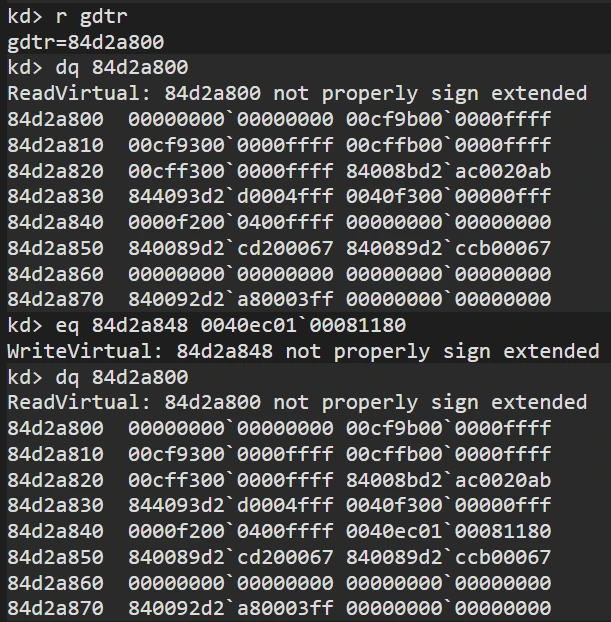 kd> r gdtr
gdtr=84d2a800
kd> dq 84d2a800
ReadVirtual: 84d2a800 not properly sign extended
84d2a800  00000000`00000000 00cf9b00`0000ffff
84d2a810  00cf9300`0000ffff 00cffb00`0000ffff
84d2a820  00cff300`0000ffff 84008bd2`ac0020ab
84d2a830  844093d2`d0004fff 0040f300`00000fff
84d2a840  0000f200`0400ffff 00000000`00000000
84d2a850  840089d2`cd200067 840089d2`ccb00067
84d2a860  00000000`00000000 00000000`00000000
84d2a870  840092d2`a80003ff 00000000`00000000
kd> eq 84d2a848 0040ec01`00081180
WriteVirtual: 84d2a848 not properly sign extended
kd> dq 84d2a800
ReadVirtual: 84d2a800 not properly sign extended
84d2a800  00000000`00000000 00cf9b00`0000ffff
84d2a810  00cf9300`0000ffff 00cffb00`0000ffff
84d2a820  00cff300`0000ffff 84008bd2`ac0020ab
84d2a830  844093d2`d0004fff 0040f300`00000fff
84d2a840  0000f200`0400ffff 0040ec01`00081180
84d2a850  840089d2`cd200067 840089d2`ccb00067
84d2a860  00000000`00000000 00000000`00000000
84d2a870  840092d2`a80003ff 00000000`00000000